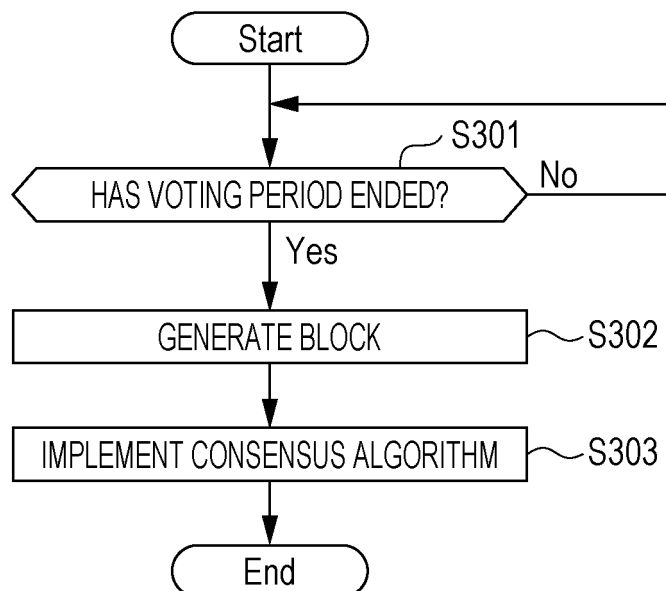 Start
S301
HAS VOTING PERIOD ENDED?
No
Yes
GENERATE BLOCK
S302
IMPLEMENT CONSENSUS ALGORITHM
S303
End